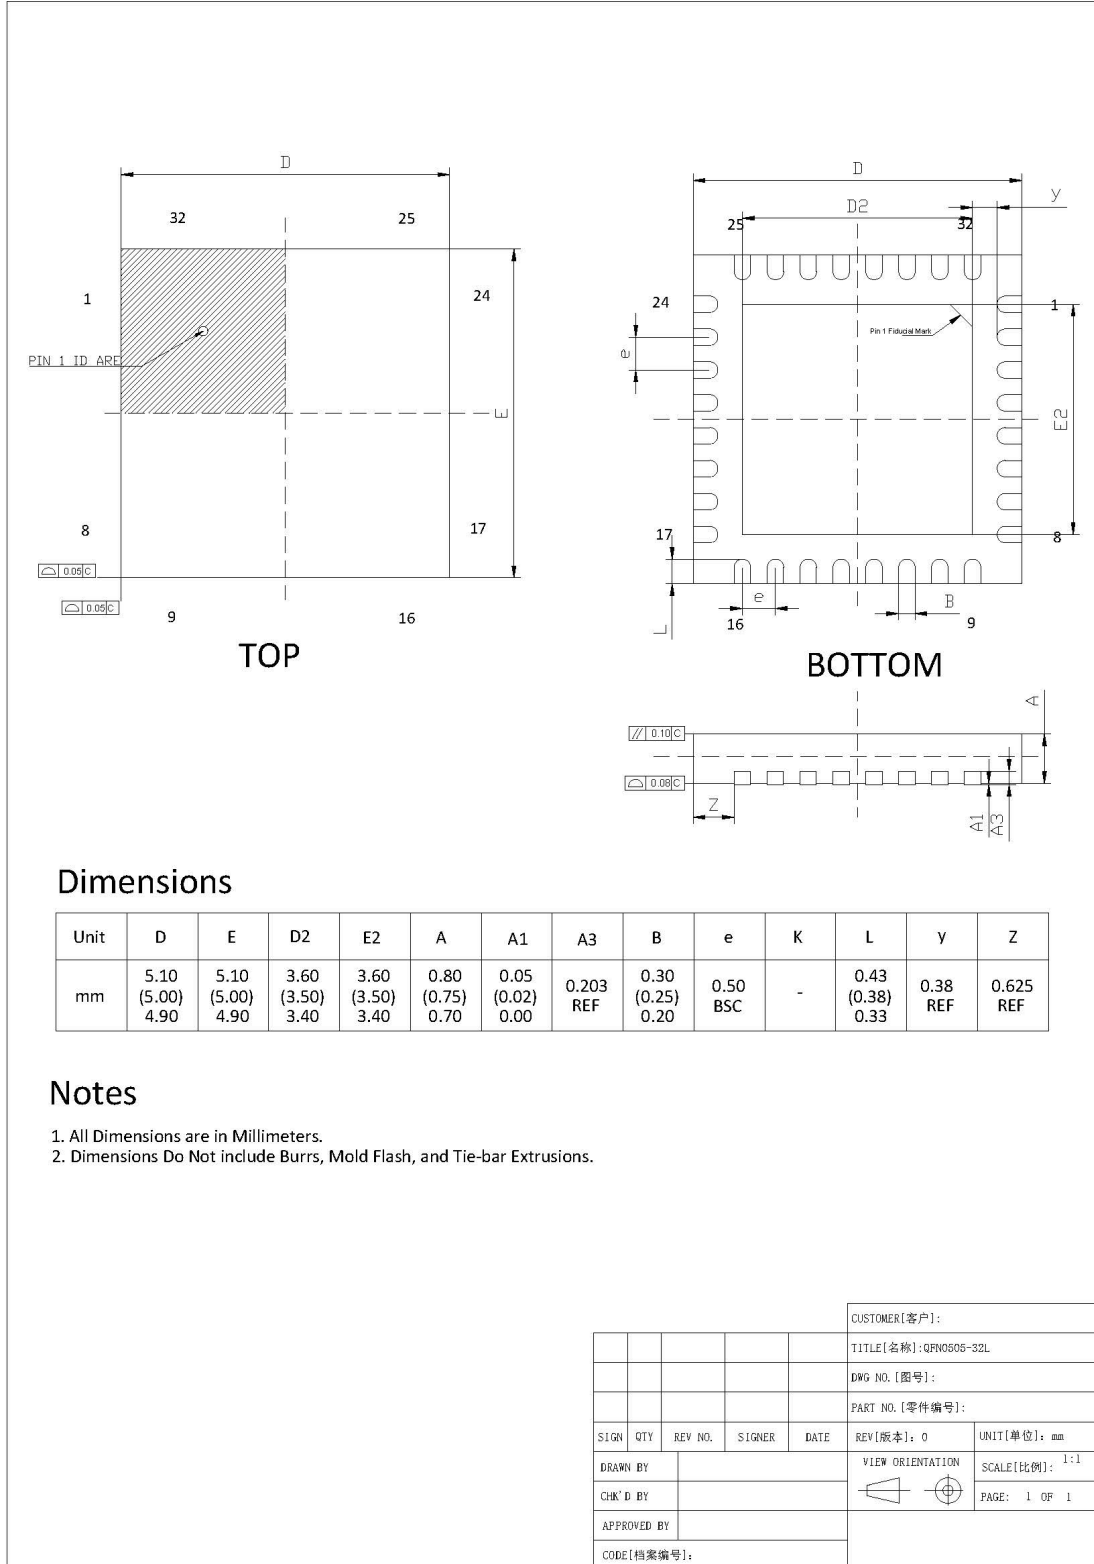 D
32 25
1 24
PIN 1 ID ARE
E
8 17
⌓ 0.05 C
⌓ 0.05 C
9 16
TOP
D
D2 y
25 32
24 1
Pin 1 Fiducial Mark
e
E2
17 8
L e B
16 9
BOTTOM
A
// 0.10 C
⌓ 0.08 C
Z
A1 A3
Dimensions
Unit D E D2 E2 A A1 A3 B e K L y Z
mm
5.10 5.10 3.60 3.60 0.80 0.05 0.30 0.43
(5.00) (5.00) (3.50) (3.50) (0.75) (0.02) 0.203 REF (0.25) 0.50 BSC - (0.38) 0.38 REF 0.625 REF
4.90 4.90 3.40 3.40 0.70 0.00 0.20 0.33
Notes
1. All Dimensions are in Millimeters.
2. Dimensions Do Not include Burrs, Mold Flash, and Tie-bar Extrusions.
CUSTOMER[客户]:
TITLE[名称]:QFN0505-32L
DWG NO.[图号]:
PART NO.[零件编号]:
SIGN QTY REV NO. SIGNER DATE REV[版本]: 0 UNIT[单位]: mm
DRAWN BY VIEW ORIENTATION SCALE[比例]: 1:1
CHK'D BY PAGE: 1 OF 1
APPROVED BY
CODE[档案编号]: